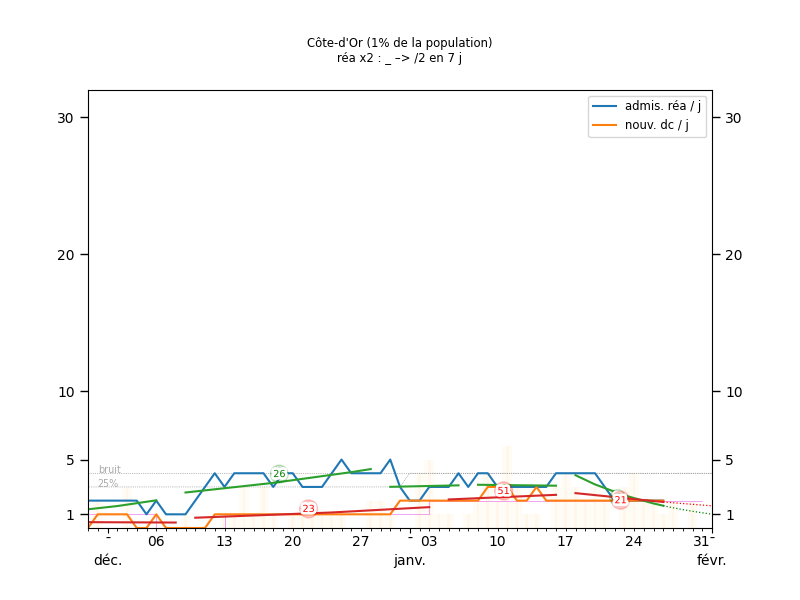 Côte-d'Or (1% de la population)
réa x2 : _ –> /2 en 7 j
admis. réa / j
nouv. dc / j
30 30
20 20
10 10
5 5
1 1
bruit
25%
26
23
51
21
- 06 13 20 27 - 03 10 17 24 31 -
déc. janv. févr.